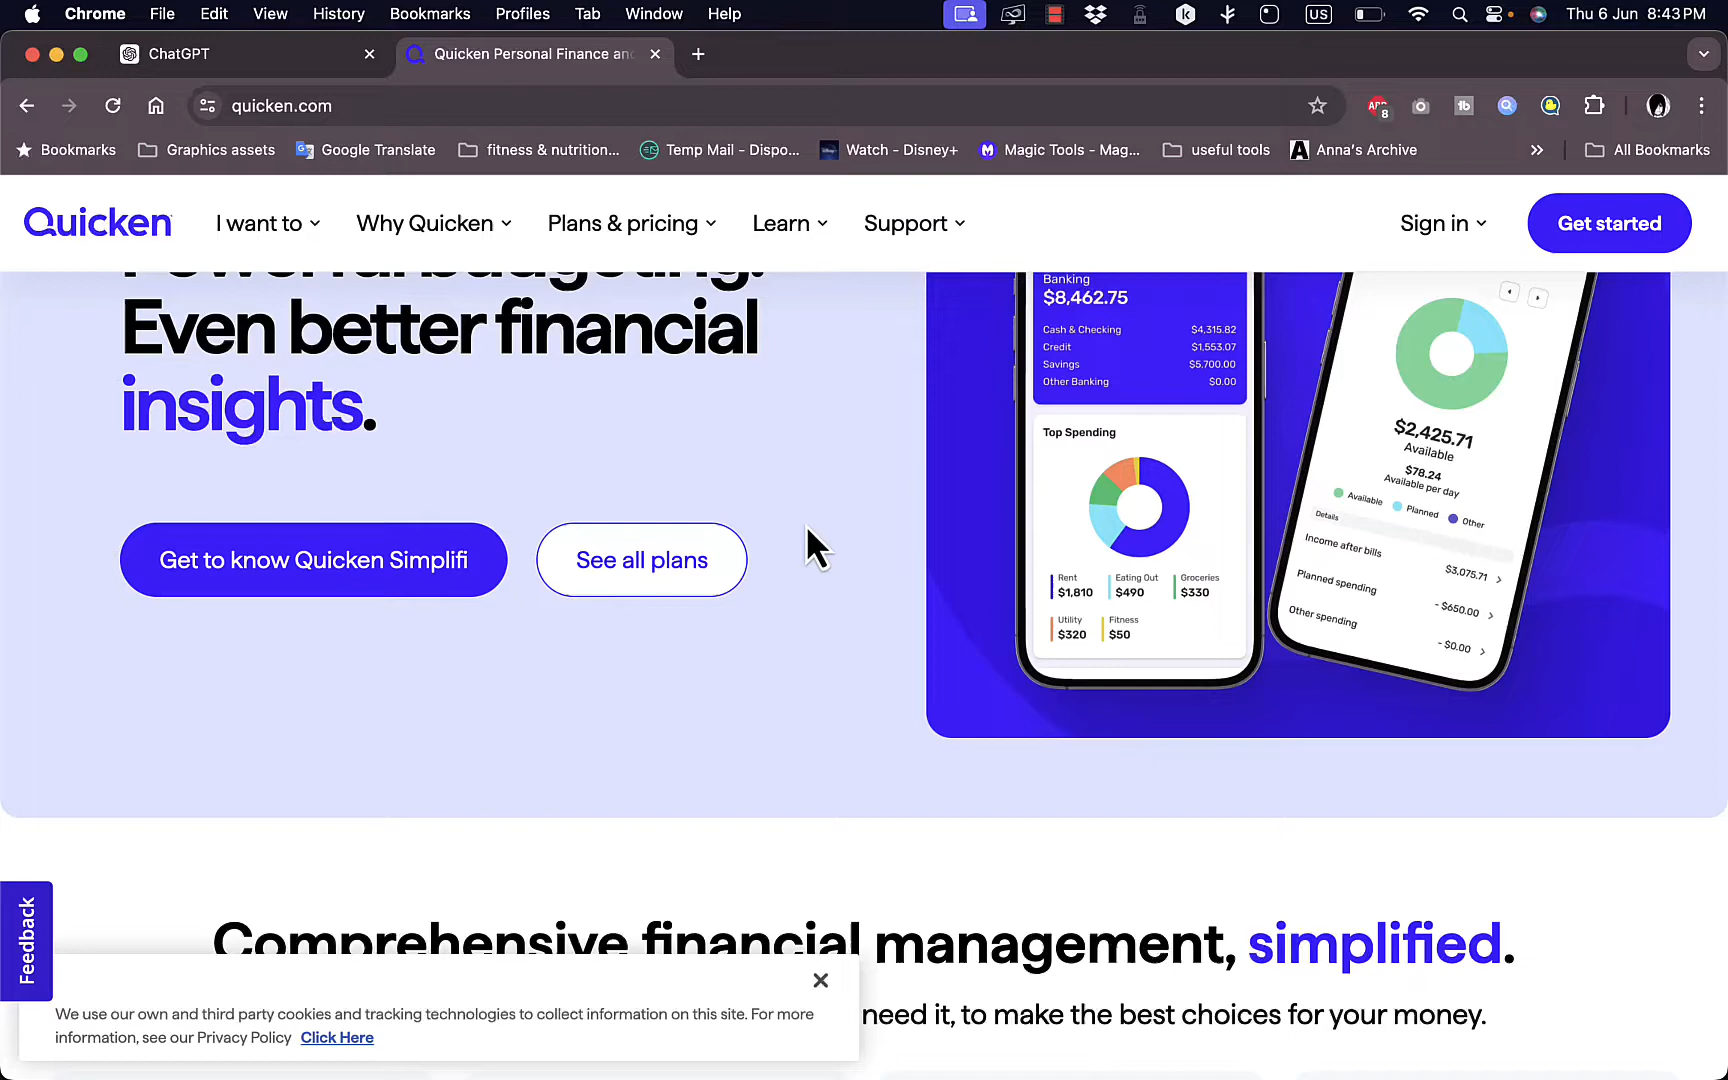 Chrome File Edit View History Bookmarks Profiles Tab Window Help US Thu 6 Jun 8:43 PM
ChatGPT
Quicken Personal Finance and
quicken.com
ABP 8
Bookmarks Graphics assets Google Translate fitness & nutrition... Temp Mail - Dispo... Watch - Disney+ Magic Tools - Mag... useful tools Anna's Archive All Bookmarks
Quicken I want to Why Quicken Plans & pricing Learn Support Sign in Get started
Powerful budgeting.
Even better financial
insights.
Get to know Quicken Simplifi See all plans
Banking
$8,462.75
Cash & Checking $4,315.82
Credit $1,553.07
Savings $5,700.00
Other Banking $0.00
Top Spending
Rent Eating Out Groceries
$1,810 $490 $330
Utility Fitness
$320 $50
$2,425.71
Available
$78.24
Available per day
Available Planned Other
Details
Income after bills $3,075.71
Planned spending - $650.00
Other spending - $0.00
Feedback
Comprehensive financial management, simplified.
need it, to make the best choices for your money.
We use our own and third party cookies and tracking technologies to collect information on this site. For more
information, see our Privacy Policy Click Here